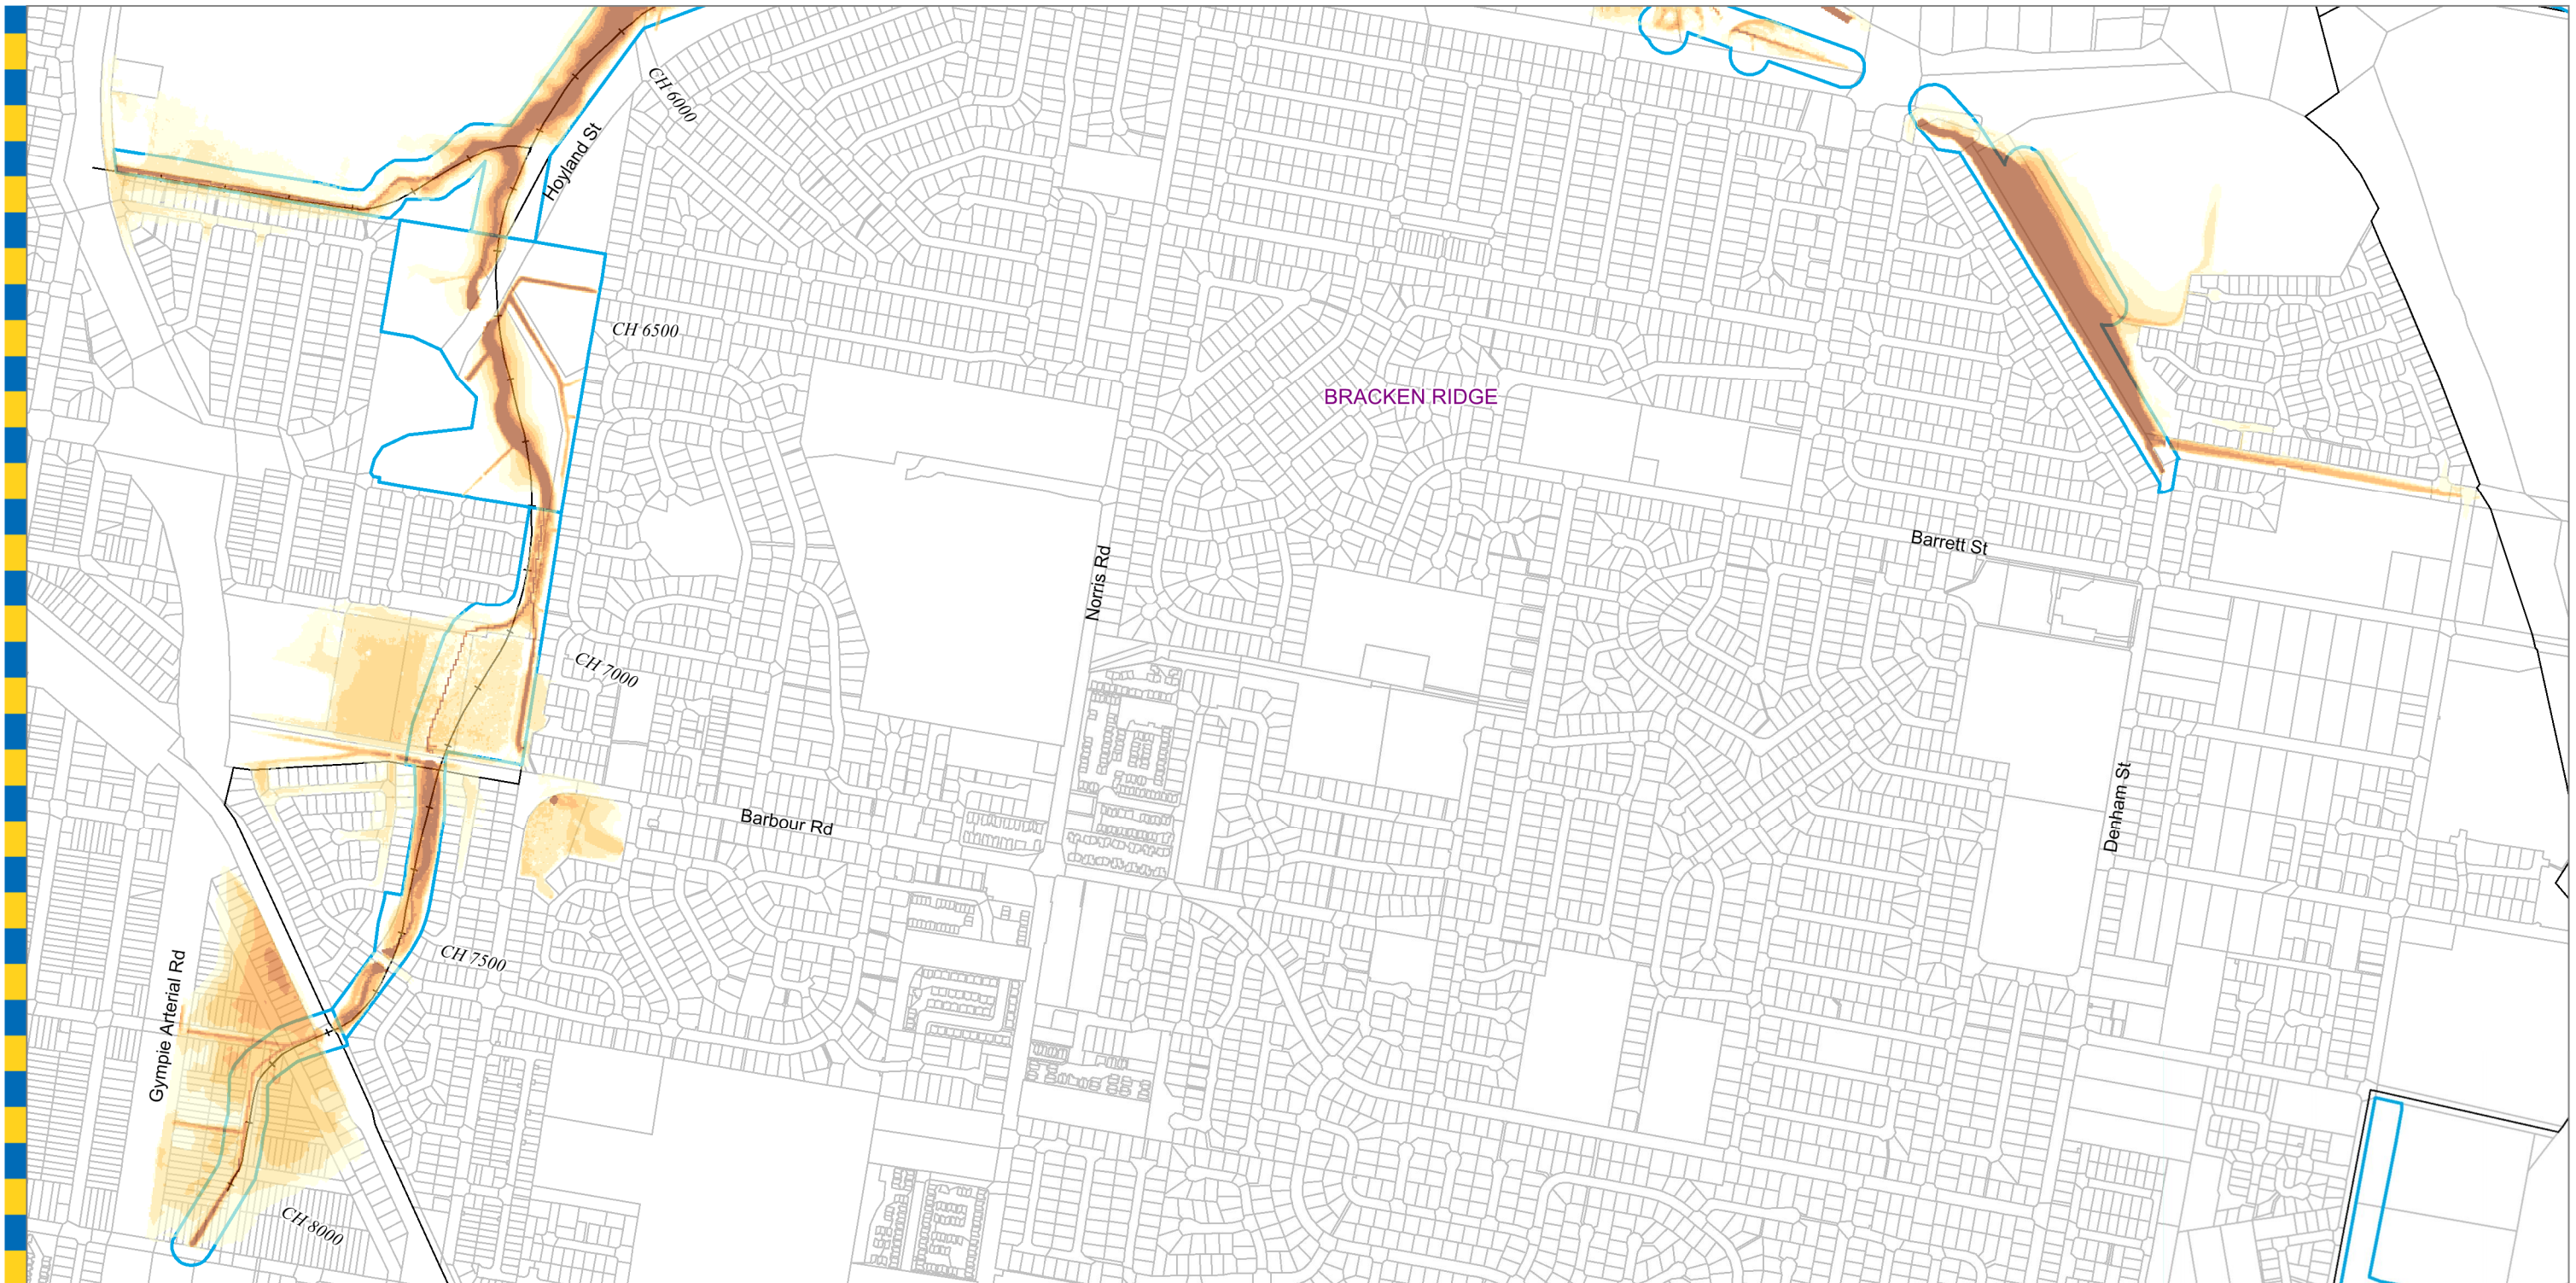 CH 6000
Hoyland St
CH 6500
BRACKEN RIDGE
Barrett St
Norris Rd
CH 7000
Barbour Rd
Denham St
CH 7500
Gympie Arterial Rd
CH 8000